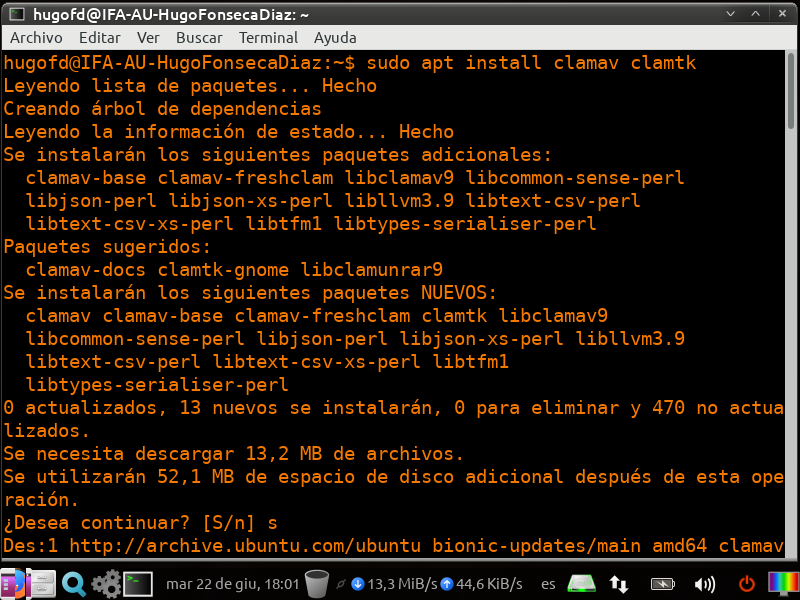 hugofd@IFA-AU-HugoFonsecaDiaz: ~
Archivo Editar Ver Buscar Terminal Ayuda
hugofd@IFA-AU-HugoFonsecaDiaz:~$ sudo apt install clamav clamtk
Leyendo lista de paquetes... Hecho
Creando árbol de dependencias
Leyendo la información de estado... Hecho
Se instalarán los siguientes paquetes adicionales:
  clamav-base clamav-freshclam libclamav9 libcommon-sense-perl
  libjson-perl libjson-xs-perl libllvm3.9 libtext-csv-perl
  libtext-csv-xs-perl libtfm1 libtypes-serialiser-perl
Paquetes sugeridos:
  clamav-docs clamtk-gnome libclamunrar9
Se instalarán los siguientes paquetes NUEVOS:
  clamav clamav-base clamav-freshclam clamtk libclamav9
  libcommon-sense-perl libjson-perl libjson-xs-perl libllvm3.9
  libtext-csv-perl libtext-csv-xs-perl libtfm1
  libtypes-serialiser-perl
0 actualizados, 13 nuevos se instalarán, 0 para eliminar y 470 no actua
lizados.
Se necesita descargar 13,2 MB de archivos.
Se utilizarán 52,1 MB de espacio de disco adicional después de esta ope
ración.
¿Desea continuar? [S/n] s
Des:1 http://archive.ubuntu.com/ubuntu bionic-updates/main amd64 clamav
mar 22 de giu, 18:01 13,3 MiB/s 44,6 KiB/s es